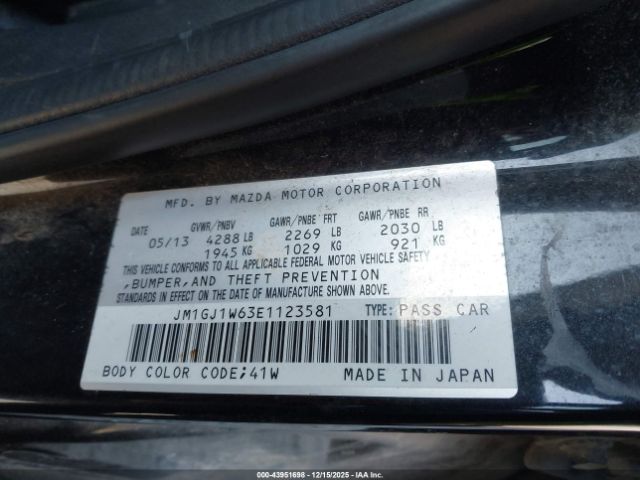 MFD. BY MAZDA MOTOR CORPORATION
DATE GVWR/PNBV GAWR/PNBE FRT GAWR/PNBE RR
05/13 4288 LB 2269 LB 2030 LB
1945 KG 1029 KG 921 KG
THIS VEHICLE CONFORMS TO ALL APPLICABLE FEDERAL MOTOR VEHICLE SAFETY
,BUMPER,AND THEFT PREVENTION
STANDARDS IN EFFECT ON THE DATE OF MANUFACTURE SHOWN ABOVE.
JM1GJ1W63E1123581 TYPE: PASS CAR
BODY COLOR CODE;41W MADE IN JAPAN
000-43951698 - 12/15/2025 - IAA Inc.